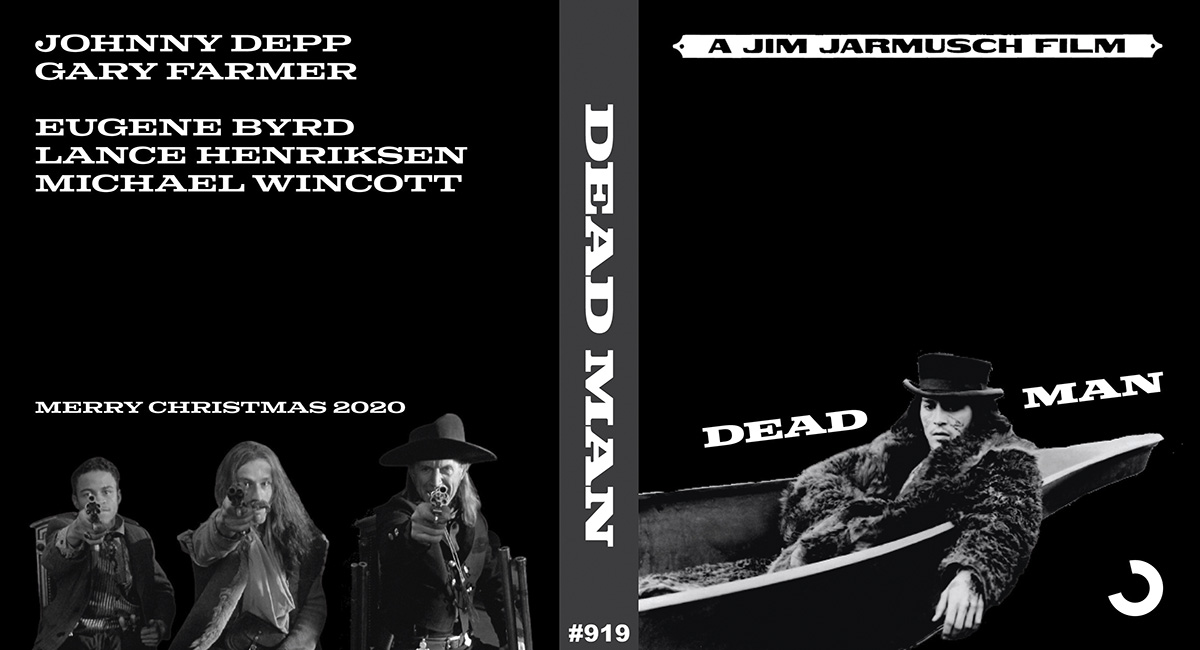 JOHNNY DEPP
GARY FARMER
EUGENE BYRD
LANCE HENRIKSEN
MICHAEL WINCOTT
MERRY CHRISTMAS 2020
DEAD MAN
#919
A JIM JARMUSCH FILM
DEAD MAN